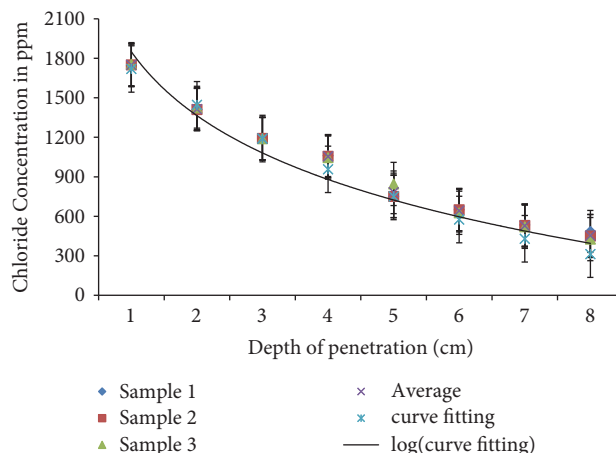 Chloride Concentration in ppm
1800
1500
1200
900
600
300
0
1 2 3 4 5 6 7 8
Depth of penetration (cm)
Sample 1
Sample 2
Sample 3
Average
curve fitting
log(curve fitting)